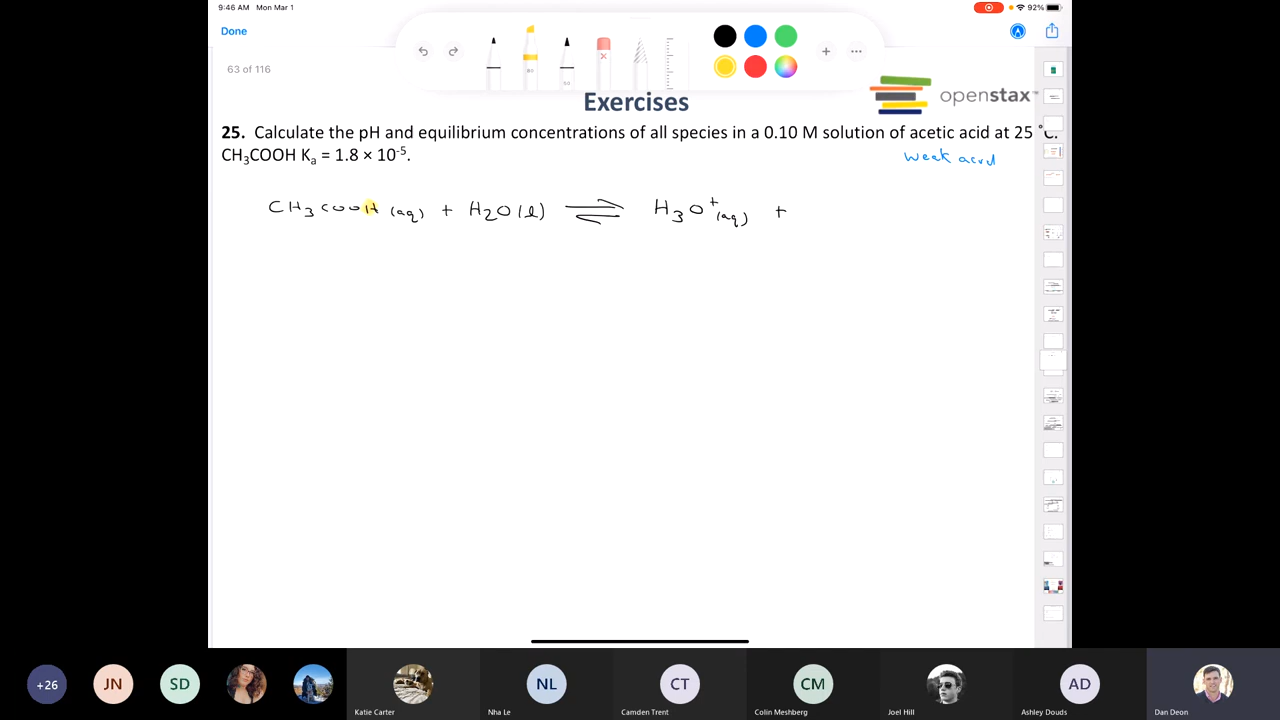 9:46 AM Mon Mar 1
92%
Done
63 of 116
Exercises
openstax™
25. Calculate the pH and equilibrium concentrations of all species in a 0.10 M solution of acetic acid at 25 °C.
CH₃COOH Kₐ = 1.8 × 10⁻⁵.
weak acid
CH₃COOH (aq) + H₂O(l) ⇌ H₃O⁺(aq) +
+26
JN
SD
NL
CT
CM
AD
Katie Carter
Nha Le
Camden Trent
Colin Meshberg
Joel Hill
Ashley Douds
Dan Deon